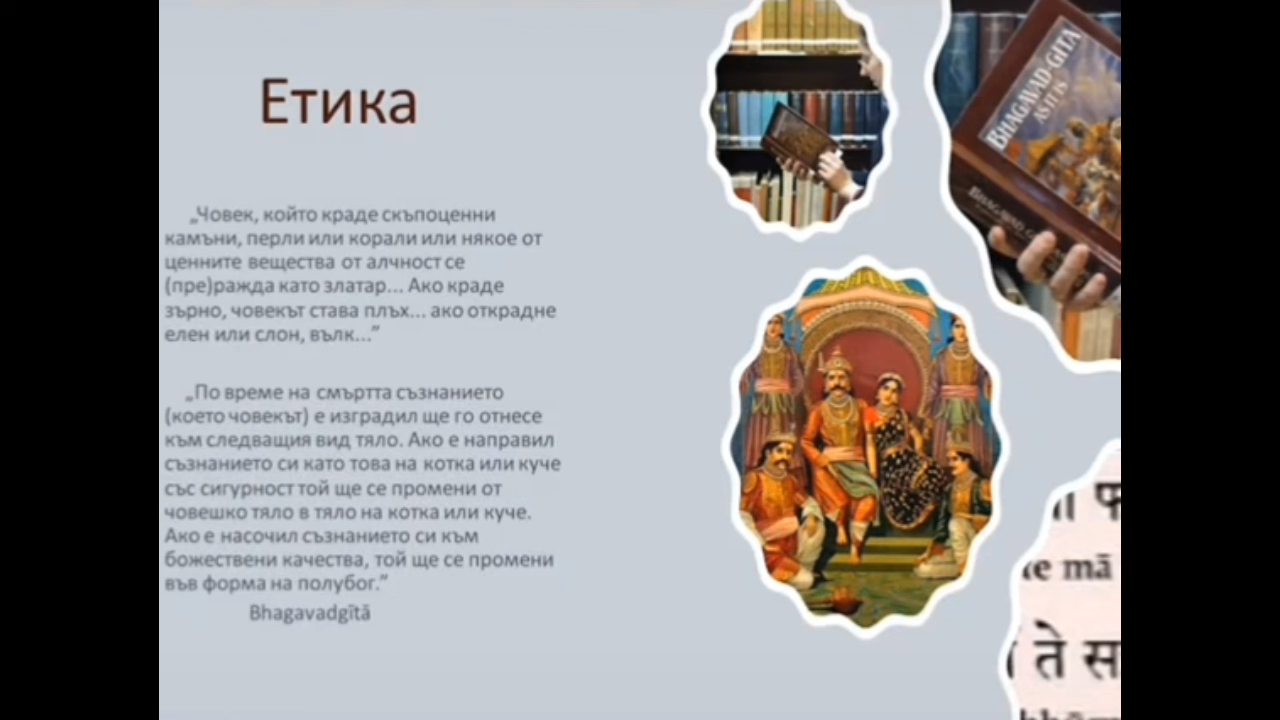 Етика
„Човек, който краде скъпоценни
камъни, перли или корали или някое от
ценните вещества от алчност се
(пре)ражда като златар... Ако краде
зърно, човекът става плъх... ако открадне
елен или слон, вълк...”
„По време на смъртта съзнанието
(което човекът) е изградил ще го отнесе
към следващия вид тяло. Ако е направил
съзнанието си като това на котка или куче
със сигурност той ще се промени от
човешко тяло в тяло на котка или куче.
Ако е насочил съзнанието си към
божествени качества, той ще се промени
във форма на полубог.”
Bhagavadgītā
BHAGAVAD-GITA
AS IT IS
mā
ते